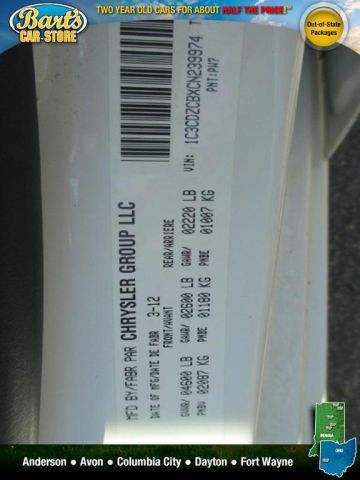 Bart's
CAR STORE
TWO YEAR OLD CARS FOR ABOUT HALF PRICE!
Out-of-State
Packages
MFD BY/FABR PAR CHRYSLER GROUP LLC
DATE OF MFG/DATE DE FABR 3-12
FRONT/AVANT REAR/ARRIERE
GVWR/ 04600 LB GAWR/ 02600 LB GAWR/ 02220 LB
PNBV 02087 KG PNBE 01180 KG PNBE 01007 KG
VIN: 1C3CDZCBXCN239974
PNT:PW7
INDIANA
OHIO
Anderson • Avon • Columbia City • Dayton • Fort Wayne